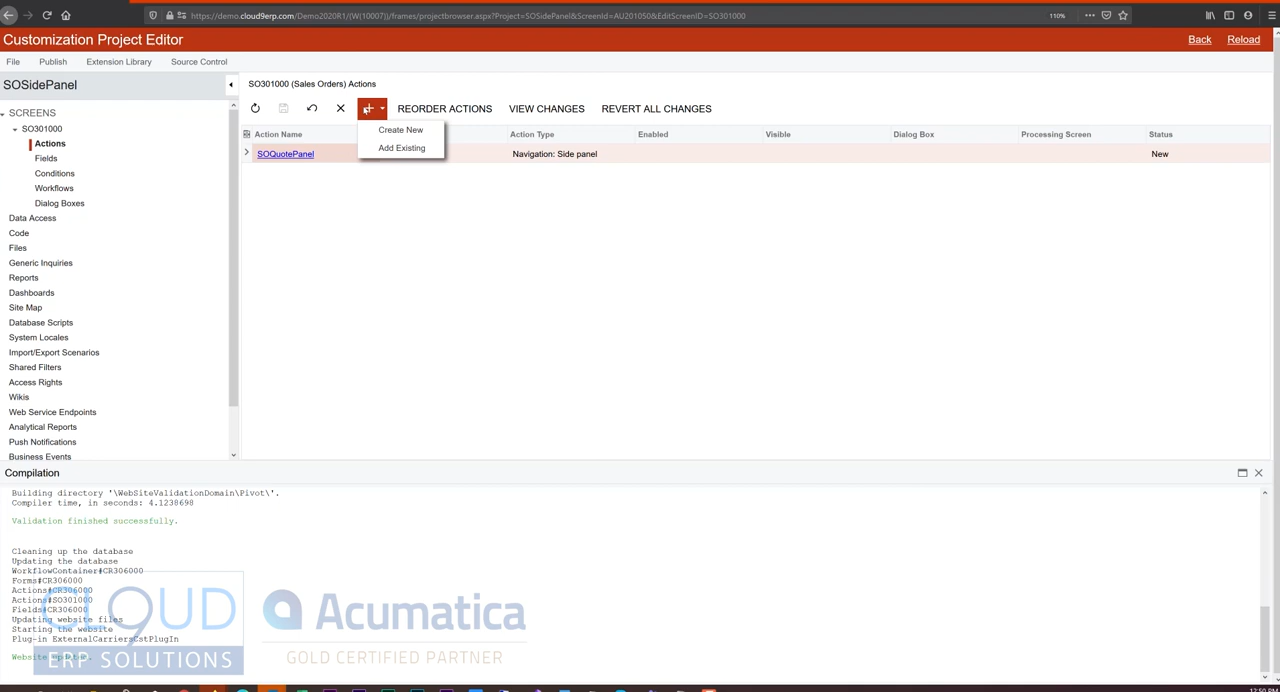 https://demo.cloud9erp.com/Demo2020R1/(W(10007))/frames/projectbrowser.aspx?Project=SOSidePanel&ScreenId=AU201050&EditScreenID=SO301000
110%
Customization Project Editor
Back
Reload
File
Publish
Extension Library
Source Control
SOSidePanel
SO301000 (Sales Orders) Actions
REORDER ACTIONS
VIEW CHANGES
REVERT ALL CHANGES
Create New
Add Existing
Action Name
Action Type
Enabled
Visible
Dialog Box
Processing Screen
Status
SOQuotePanel
Navigation: Side panel
New
SCREENS
SO301000
Actions
Fields
Conditions
Workflows
Dialog Boxes
Data Access
Code
Files
Generic Inquiries
Reports
Dashboards
Site Map
Database Scripts
System Locales
Import/Export Scenarios
Shared Filters
Access Rights
Wikis
Web Service Endpoints
Analytical Reports
Push Notifications
Business Events
Compilation
Building directory '\WebSiteValidationDomain\Pivot\'.
Compiler time, in seconds: 4.1238698
Validation finished successfully.
Cleaning up the database
Updating the database
WorkflowContainer#CR306000
Forms#CR306000
Actions#CR306000
Actions#SO301000
Fields#CR306000
Updating website files
Starting the website
Plug-in ExternalCarriersCstPlugIn
Website updated.
CL9UD
ERP SOLUTIONS
Acumatica
GOLD CERTIFIED PARTNER
12:50 PM